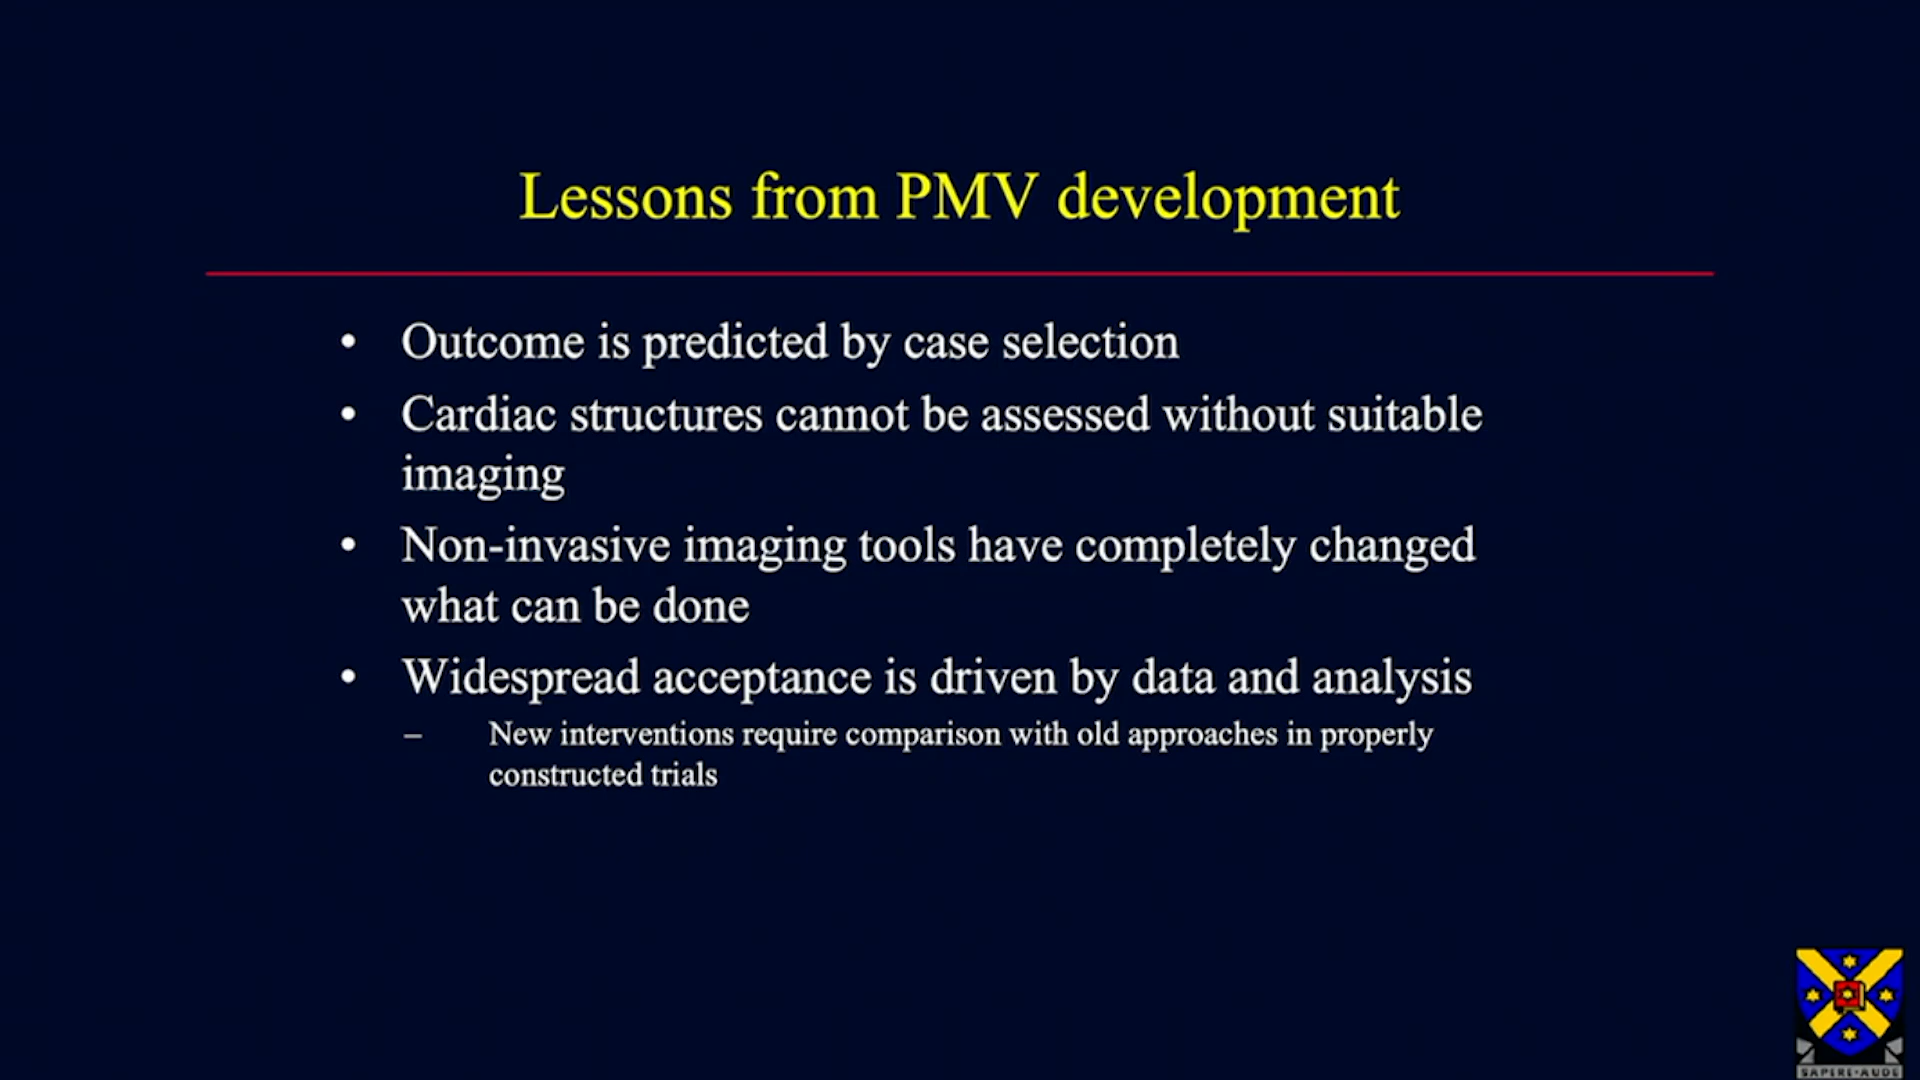 Lessons from PMV development
• Outcome is predicted by case selection
• Cardiac structures cannot be assessed without suitable
imaging
• Non-invasive imaging tools have completely changed
what can be done
• Widespread acceptance is driven by data and analysis
– New interventions require comparison with old approaches in properly
constructed trials
SAPERE·AUDE